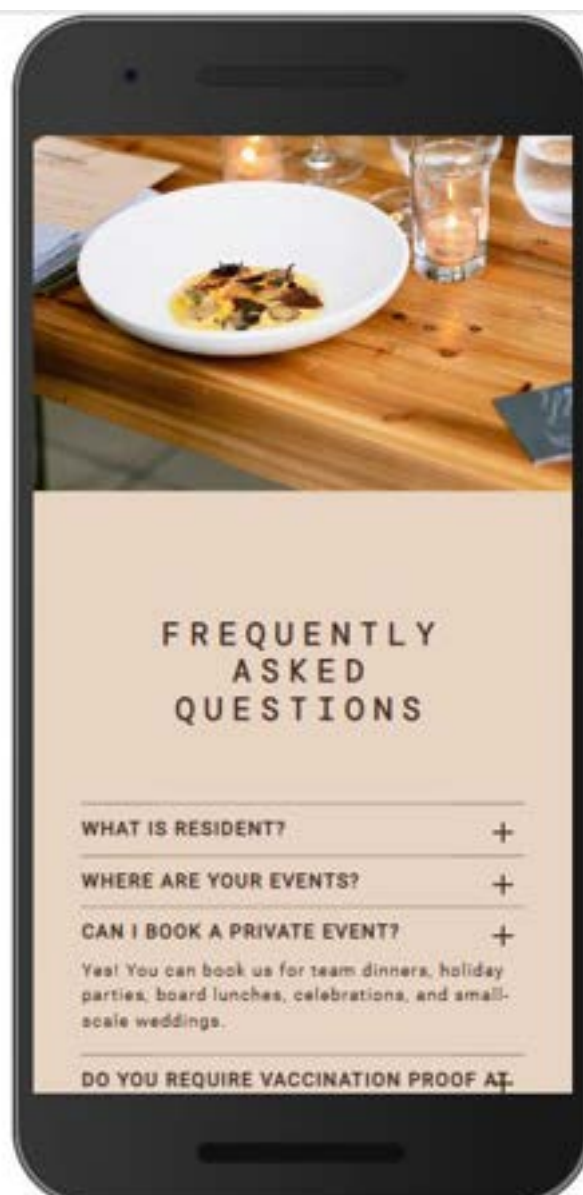 FREQUENTLY
ASKED
QUESTIONS
WHAT IS RESIDENT?
WHERE ARE YOUR EVENTS?
CAN I BOOK A PRIVATE EVENT?
Yes! You can book us for team dinners, holiday
parties, board lunches, celebrations, and small-
scale weddings.
DO YOU REQUIRE VACCINATION PROOF AT